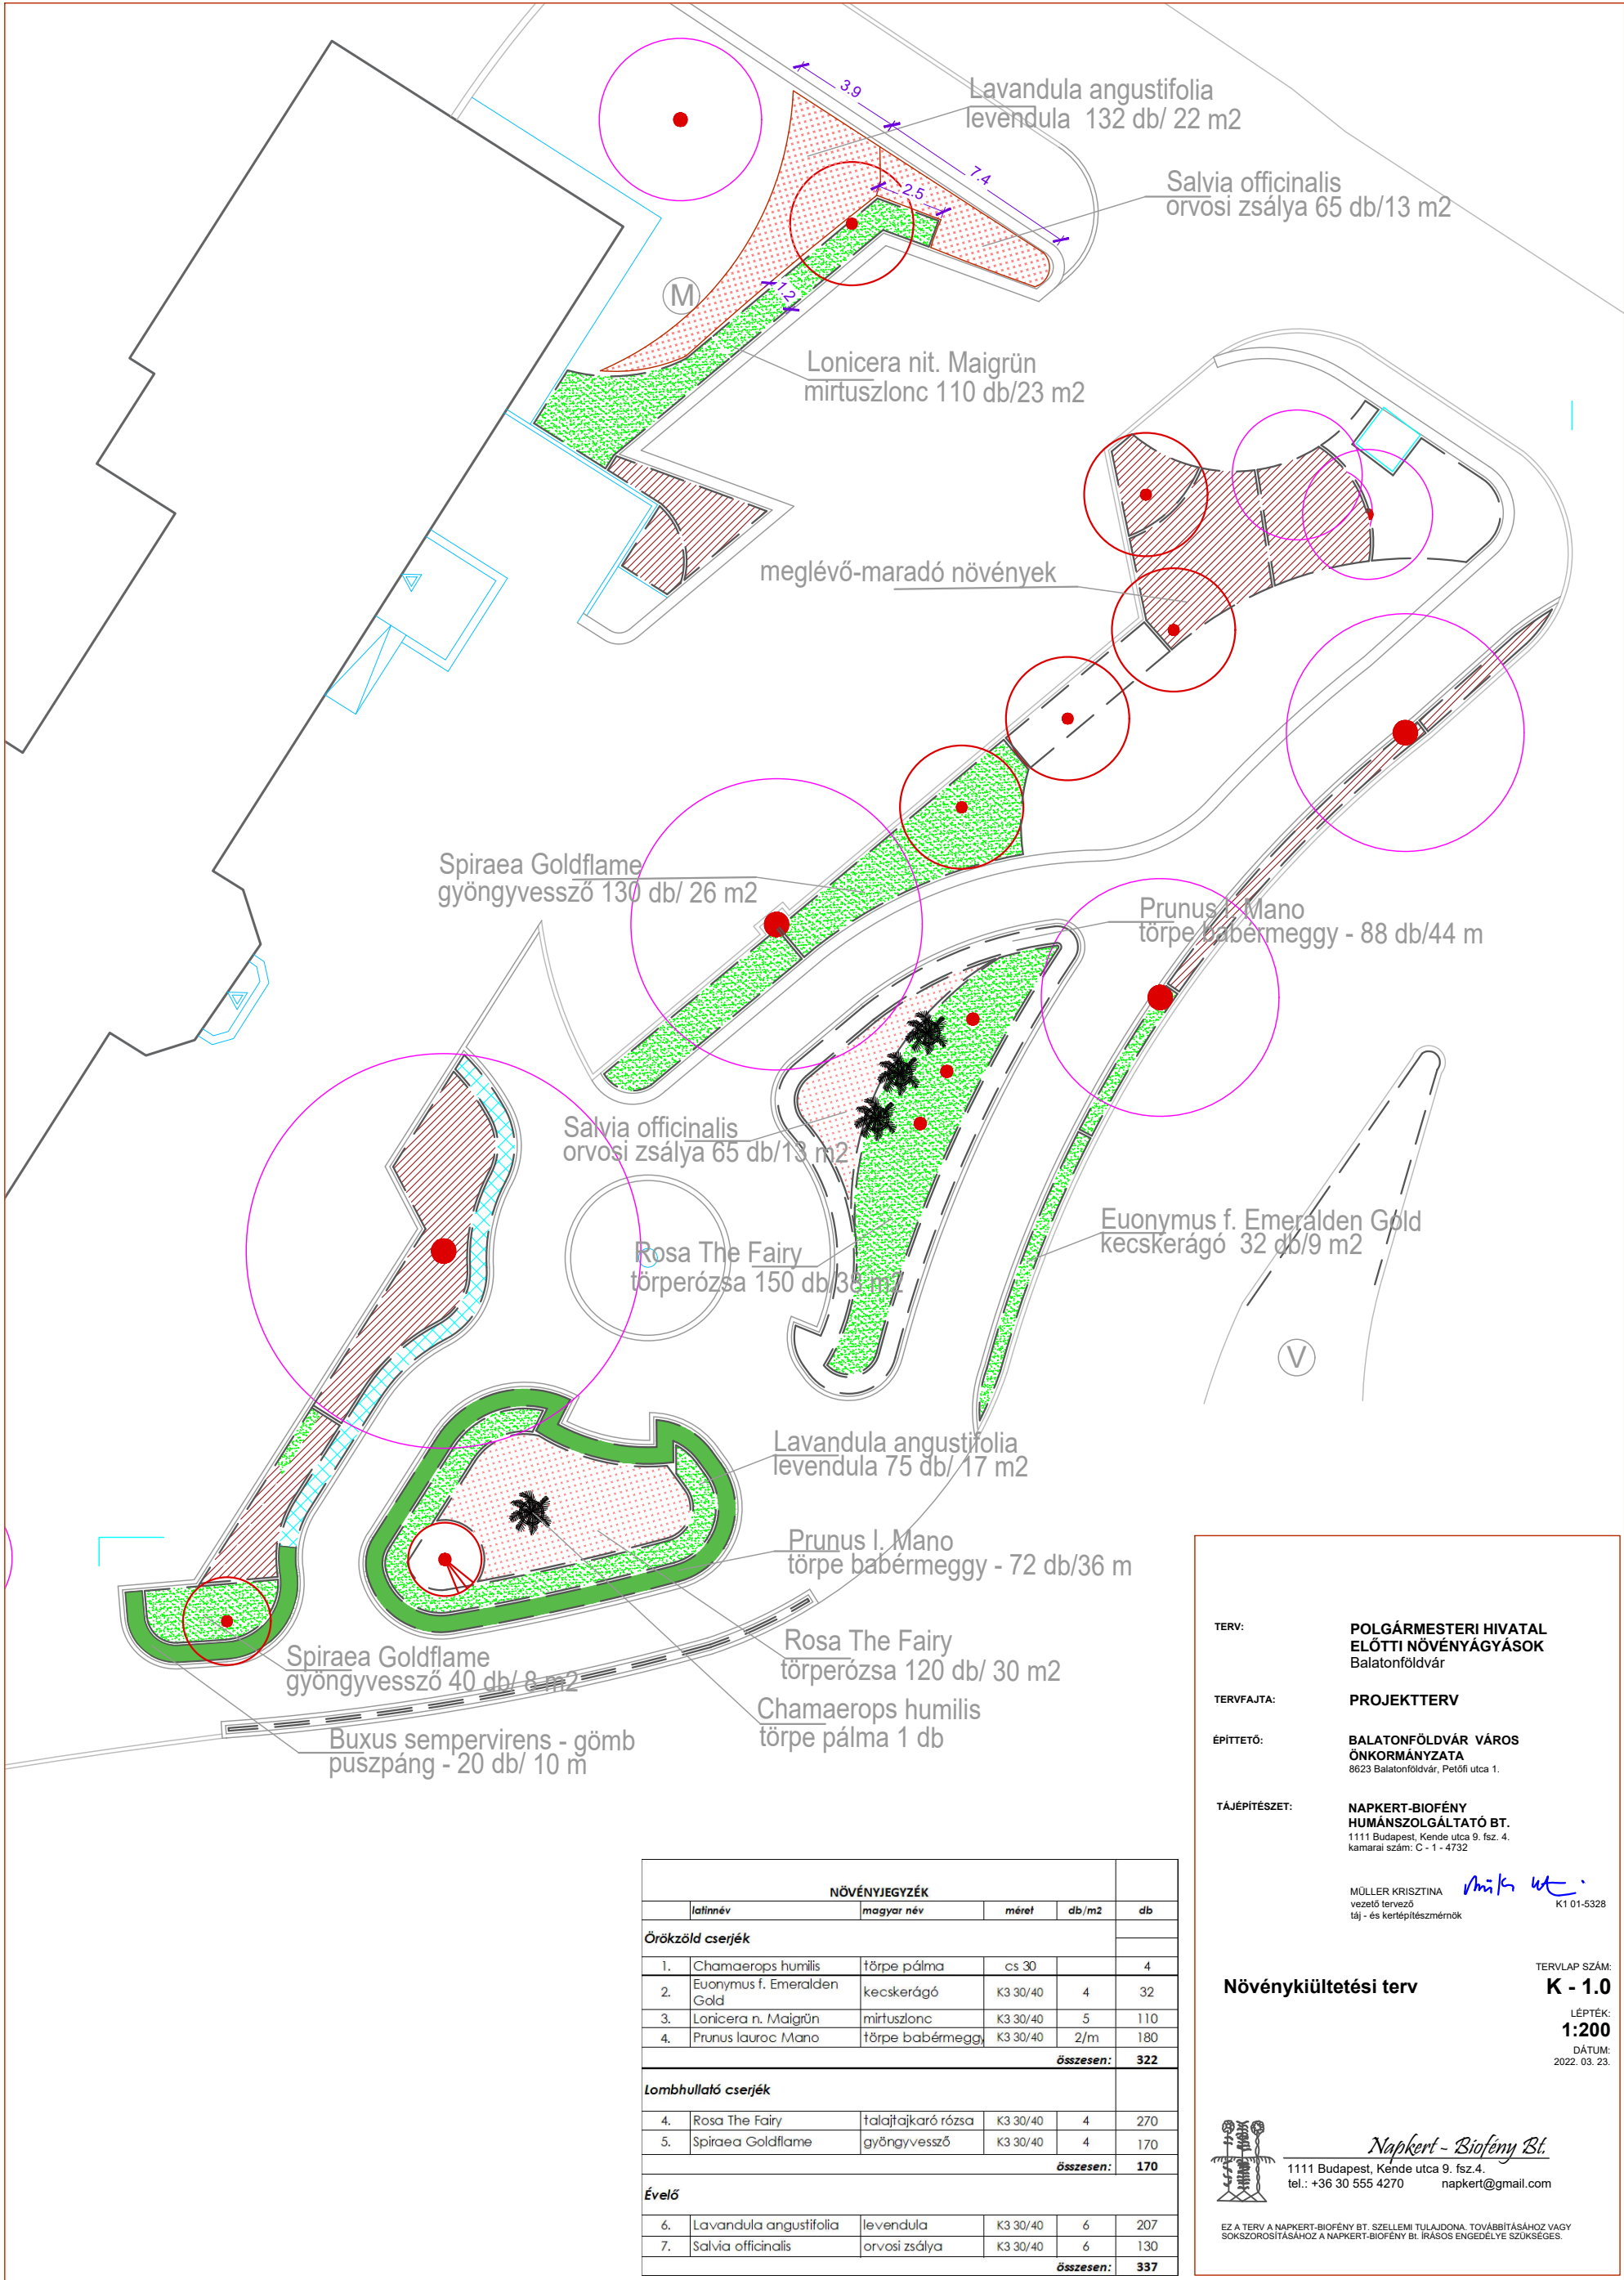 3.9
Lavandula angustifolia
levendula 132 db/ 22 m2
7.4
Salvia officinalis
orvosi zsálya 65 db/13 m2
2.5
M
1.2
Lonicera nit. Maigrün
mirtuszlonc 110 db/23 m2
meglévő-maradó növények
Spiraea Goldflame
gyöngyvessző 130 db/ 26 m2
Prunus l. Mano
törpe babérmeggy - 88 db/44 m
Salvia officinalis
orvosi zsálya 65 db/13 m2
Euonymus f. Emeralden Gold
kecskerágó 32 db/9 m2
Rosa The Fairy
törperózsa 150 db/38 m2
V
Lavandula angustifolia
levendula 75 db/ 17 m2
Prunus l. Mano
törpe babérmeggy - 72 db/36 m
Rosa The Fairy
törperózsa 120 db/ 30 m2
Spiraea Goldflame
gyöngyvessző 40 db/ 8 m2
Chamaerops humilis
törpe pálma 1 db
Buxus sempervirens - gömb
puszpáng - 20 db/ 10 m
NÖVÉNYJEGYZÉK
latinnév magyar név méret db/m2 db
Örökzöld cserjék
1. Chamaerops humilis törpe pálma cs 30 4
2. Euonymus f. Emeralden Gold kecskerágó K3 30/40 4 32
3. Lonicera n. Maigrün mirtuszlonc K3 30/40 5 110
4. Prunus lauroc Mano törpe babérmeggy K3 30/40 2/m 180
összesen: 322
Lombhullató cserjék
4. Rosa The Fairy talajtajkaró rózsa K3 30/40 4 270
5. Spiraea Goldflame gyöngyvessző K3 30/40 4 170
összesen: 170
Évelő
6. Lavandula angustifolia levendula K3 30/40 6 207
7. Salvia officinalis orvosi zsálya K3 30/40 6 130
összesen: 337
TERV: POLGÁRMESTERI HIVATAL
ELŐTTI NÖVÉNYÁGYÁSOK
Balatonföldvár
TERVFAJTA: PROJEKTTERV
ÉPÍTTETŐ: BALATONFÖLDVÁR VÁROS
ÖNKORMÁNYZATA
8623 Balatonföldvár, Petőfi utca 1.
TÁJÉPÍTÉSZET: NAPKERT-BIOFÉNY
HUMÁNSZOLGÁLTATÓ BT.
1111 Budapest, Kende utca 9. fsz. 4.
kamarai szám: C - 1 - 4732
MÜLLER KRISZTINA
vezető tervező K1 01-5328
táj - és kertépítészmérnök
TERVLAP SZÁM:
Növénykiültetési terv K - 1.0
LÉPTÉK:
1:200
DÁTUM:
2022. 03. 23.
Napkert - Biofény Bt.
1111 Budapest, Kende utca 9. fsz.4.
tel.: +36 30 555 4270 napkert@gmail.com
EZ A TERV A NAPKERT-BIOFÉNY BT. SZELLEMI TULAJDONA. TOVÁBBÍTÁSÁHOZ VAGY
SOKSZOROSÍTÁSÁHOZ A NAPKERT-BIOFÉNY Bt. ÍRÁSOS ENGEDÉLYE SZÜKSÉGES.